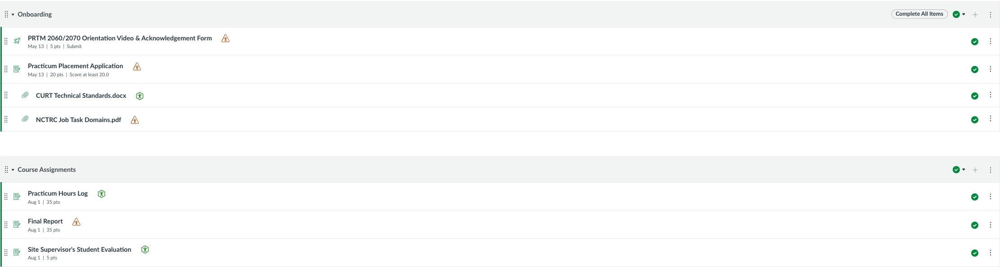 Onboarding
Complete All Items
PRTM 2060/2070 Orientation Video & Acknowledgement Form
May 13 | 5 pts | Submit
Practicum Placement Application
May 13 | 20 pts | Score at least 20.0
CURT Technical Standards.docx
NCTRC Job Task Domains.pdf
Course Assignments
Practicum Hours Log
Aug 1 | 35 pts
Final Report
Aug 1 | 35 pts
Site Supervisor's Student Evaluation
Aug 1 | 5 pts